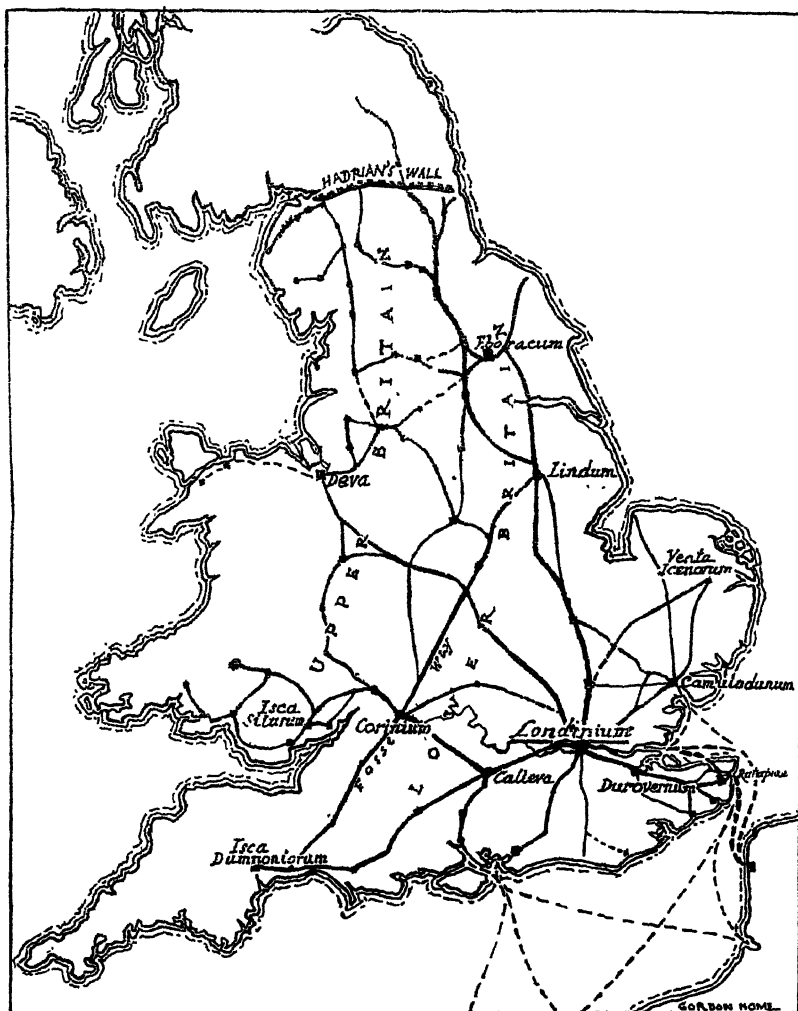 HADRIAN'S WALL
Eboracum
UPPER BRITAIN
LOWER BRITAIN
Deva
Lindum
Venta
Icenorum
Camulodunum
Isca
Silurum
Corinium
Fosse Way
Londinium
Calleva
Durovernum
Isca
Dumnoniorum
GORDON HOME